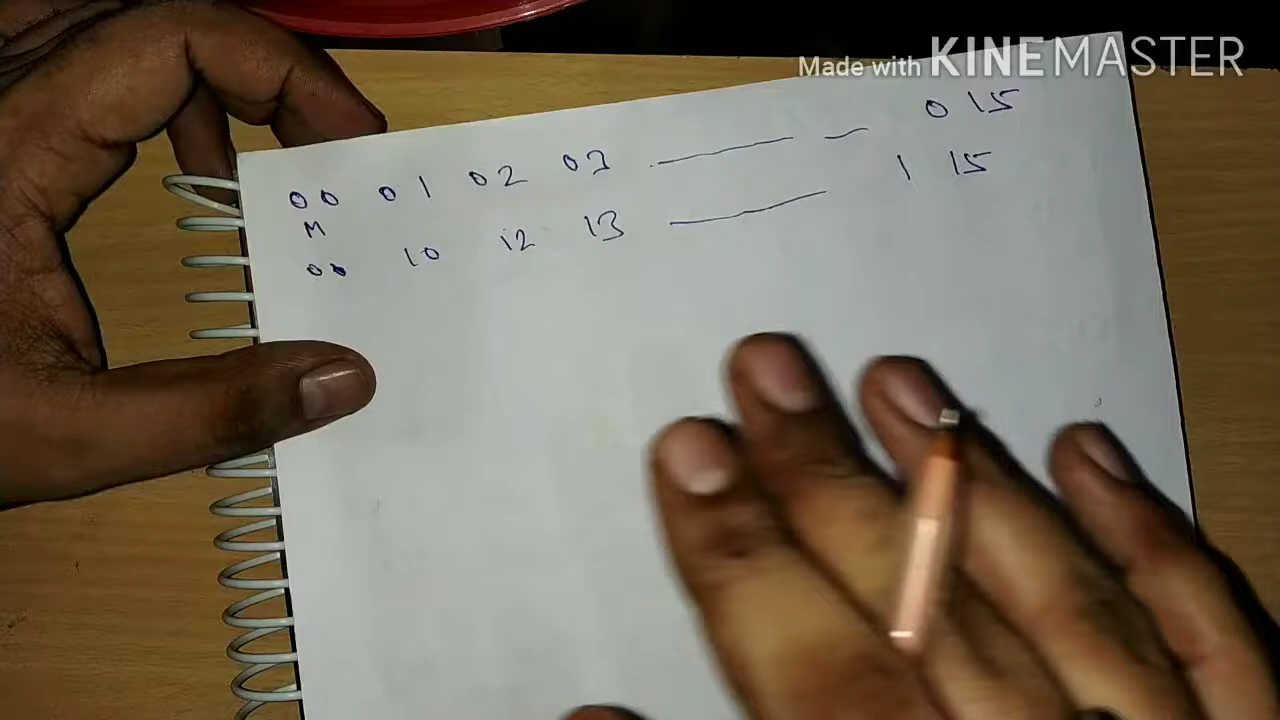 Made with KINEMASTER
00 01 02 03 ——— — 0 15
M
00 10 12 13 ——— 1 15